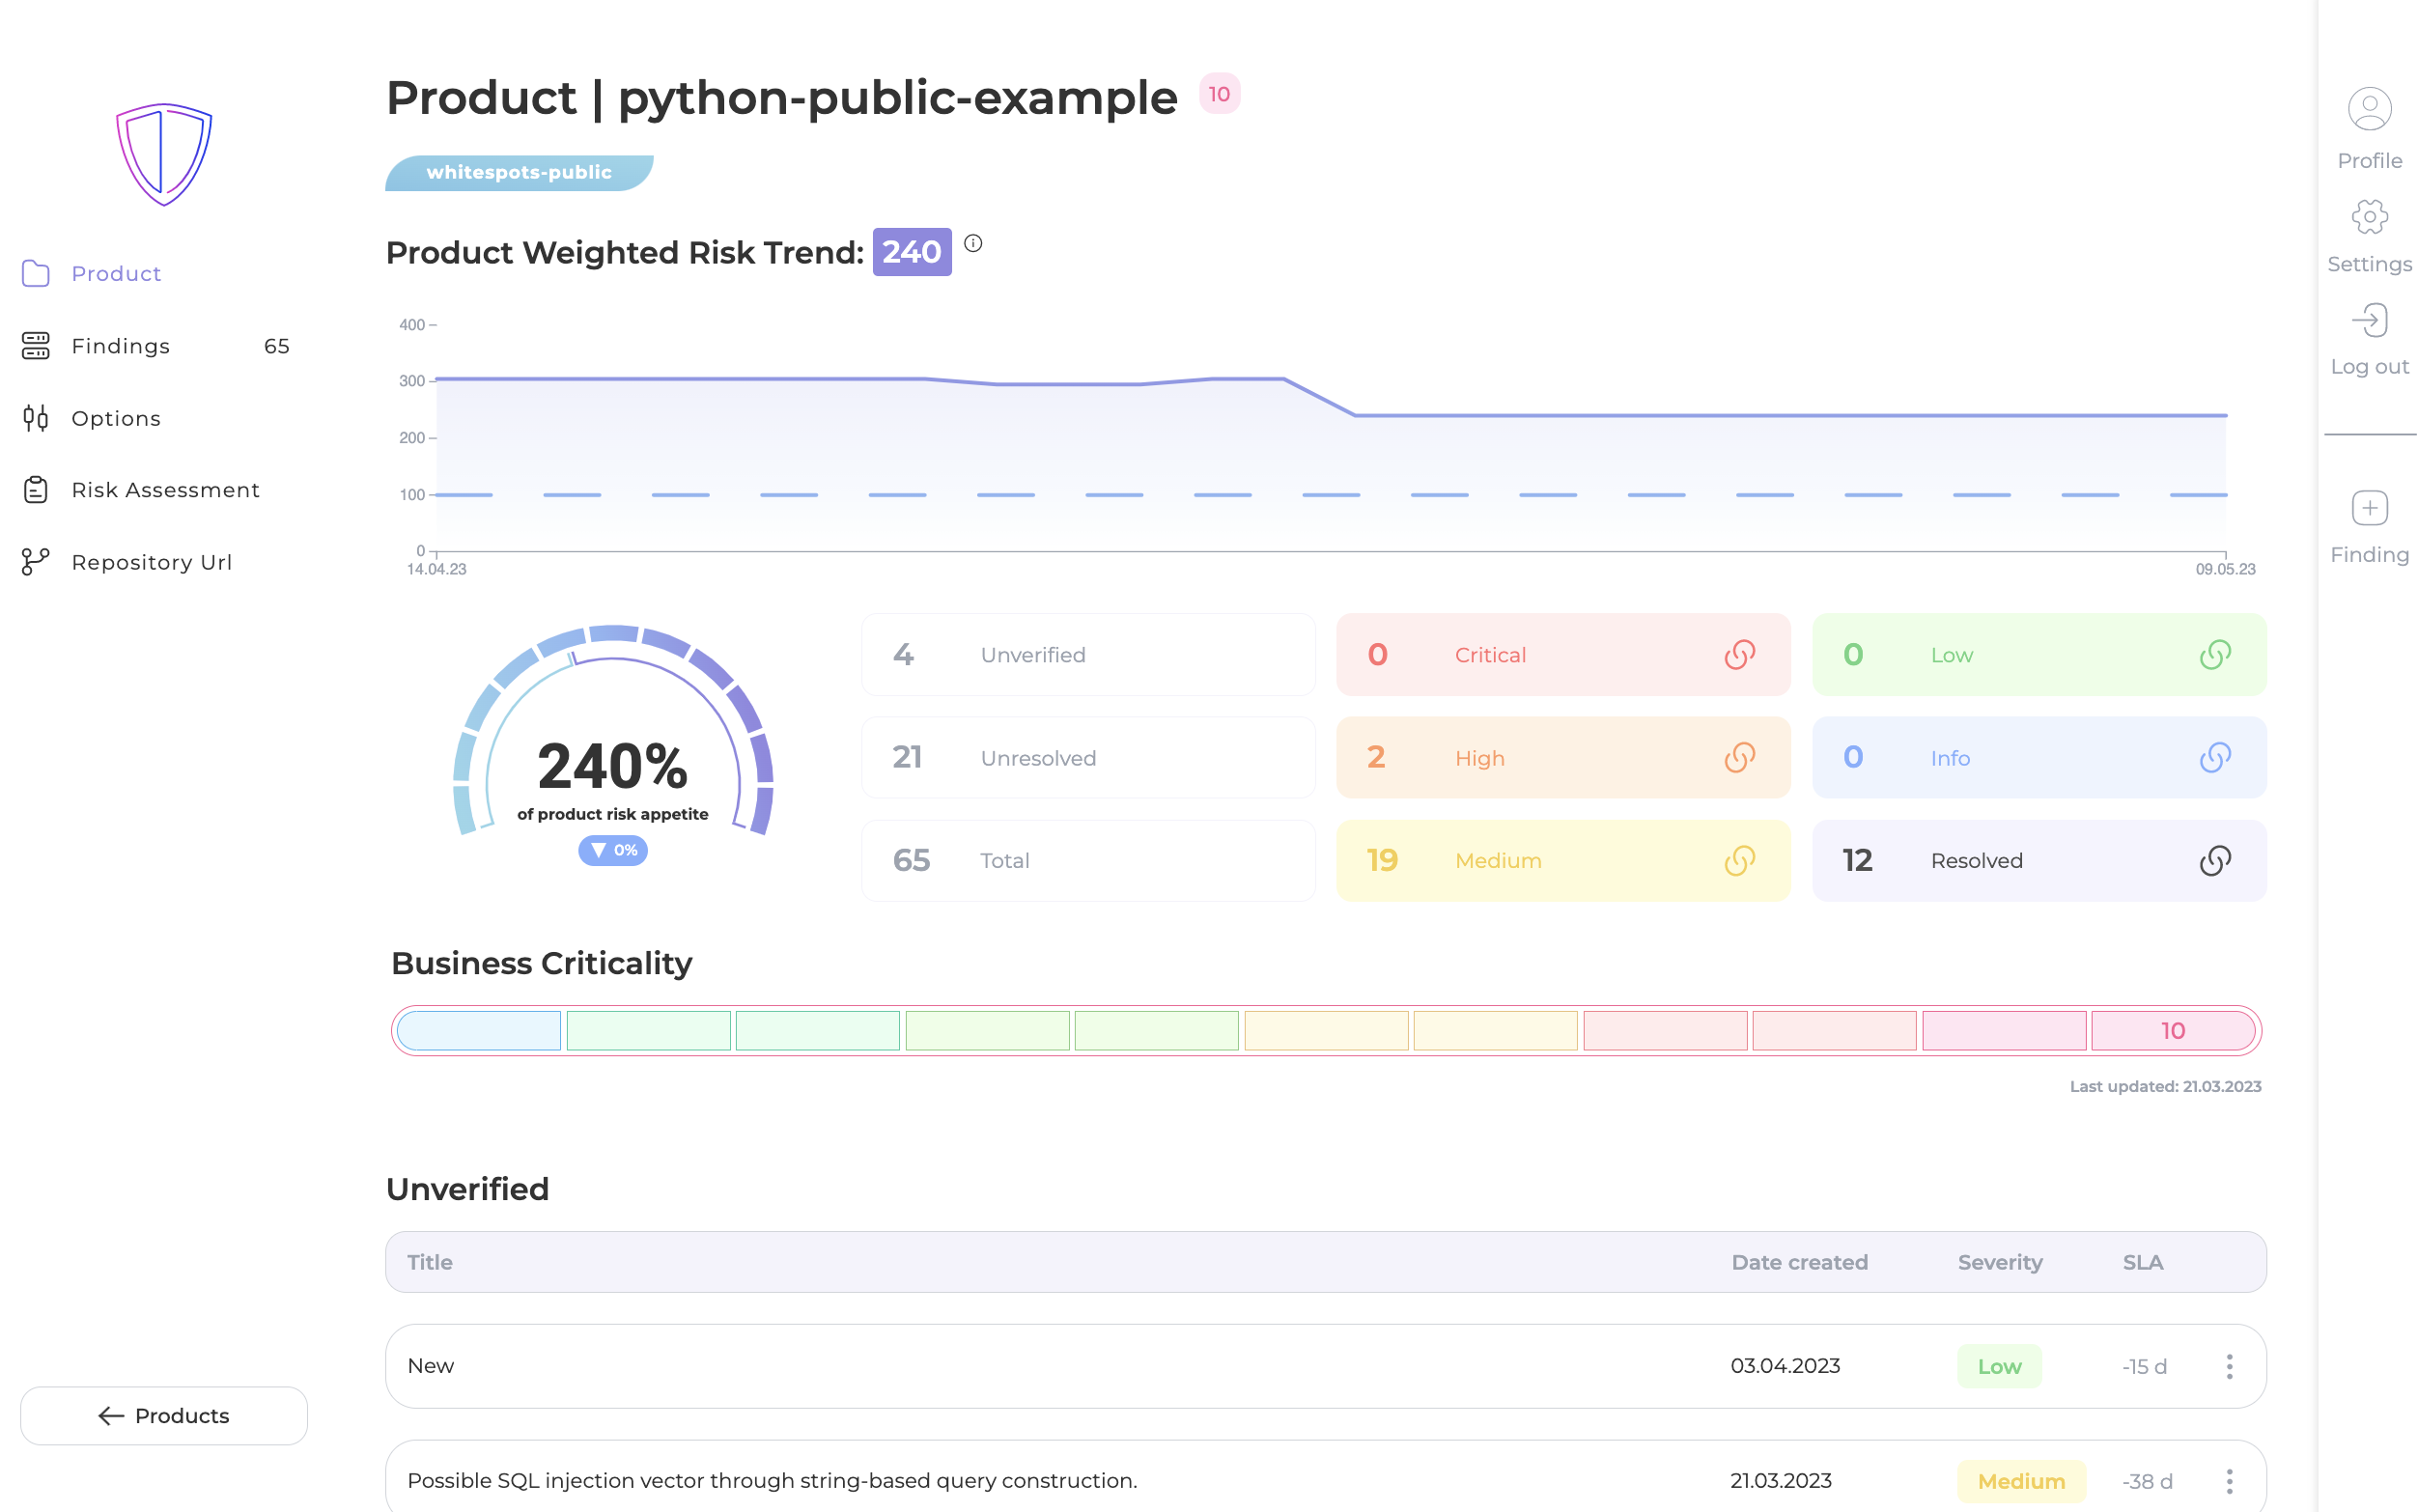 Product | python-public-example 10
whitespots-public
Product Weighted Risk Trend: 240
Product
Findings 65
Options
Risk Assessment
Repository Url
Products
400
300
200
100
0
14.04.23 09.05.23
240%
of product risk appetite
▼ 0%
4 Unverified
0 Critical
0 Low
21 Unresolved
2 High
0 Info
65 Total
19 Medium
12 Resolved
Business Criticality
10
Last updated: 21.03.2023
Unverified
Title Date created Severity SLA
New 03.04.2023 Low -15 d
Possible SQL injection vector through string-based query construction. 21.03.2023 Medium -38 d
Profile
Settings
Log out
Finding